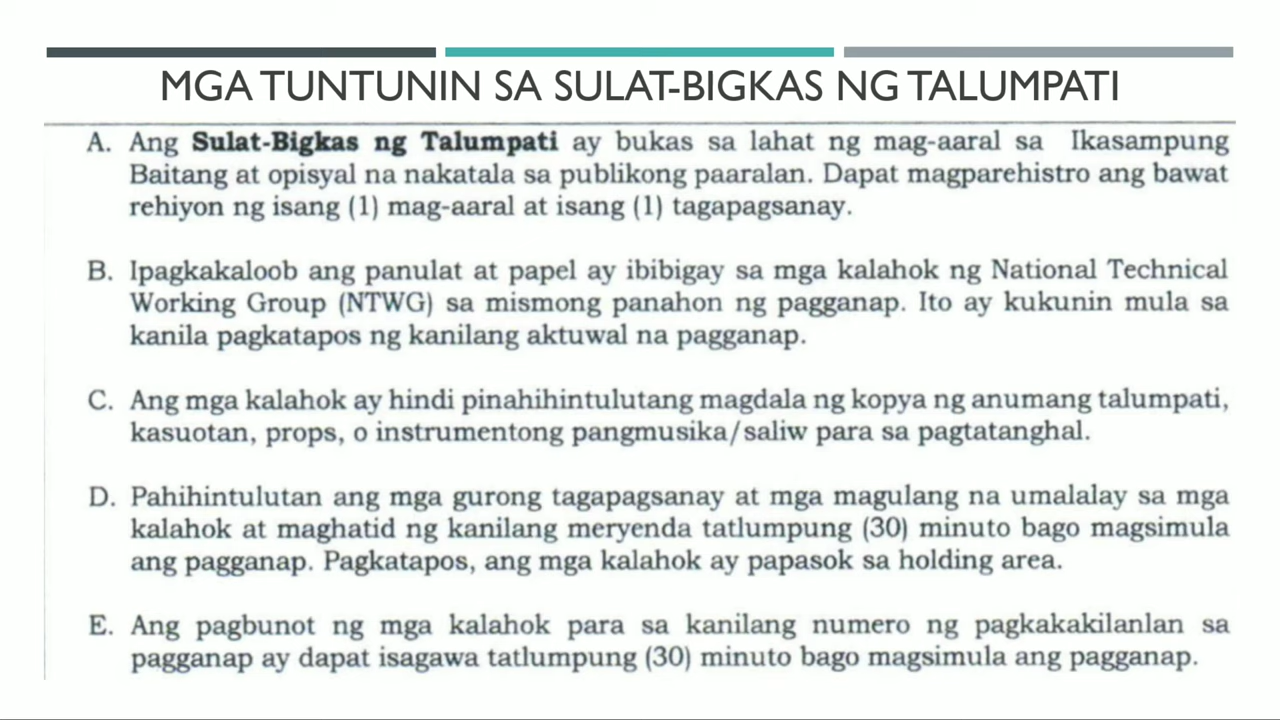 MGA TUNTUNIN SA SULAT-BIGKAS NG TALUMPATI
A. Ang Sulat-Bigkas ng Talumpati ay bukas sa lahat ng mag-aaral sa Ikasampung
Baitang at opisyal na nakatala sa publikong paaralan. Dapat magparehistro ang bawat
rehiyon ng isang (1) mag-aaral at isang (1) tagapagsanay.
B. Ipagkakaloob ang panulat at papel ay ibibigay sa mga kalahok ng National Technical
Working Group (NTWG) sa mismong panahon ng pagganap. Ito ay kukunin mula sa
kanila pagkatapos ng kanilang aktuwal na pagganap.
C. Ang mga kalahok ay hindi pinahihintulutang magdala ng kopya ng anumang talumpati,
kasuotan, props, o instrumentong pangmusika/saliw para sa pagtatanghal.
D. Pahihintulutan ang mga gurong tagapagsanay at mga magulang na umalalay sa mga
kalahok at maghatid ng kanilang meryenda tatlumpung (30) minuto bago magsimula
ang pagganap. Pagkatapos, ang mga kalahok ay papasok sa holding area.
E. Ang pagbunot ng mga kalahok para sa kanilang numero ng pagkakakilanlan sa
pagganap ay dapat isagawa tatlumpung (30) minuto bago magsimula ang pagganap.